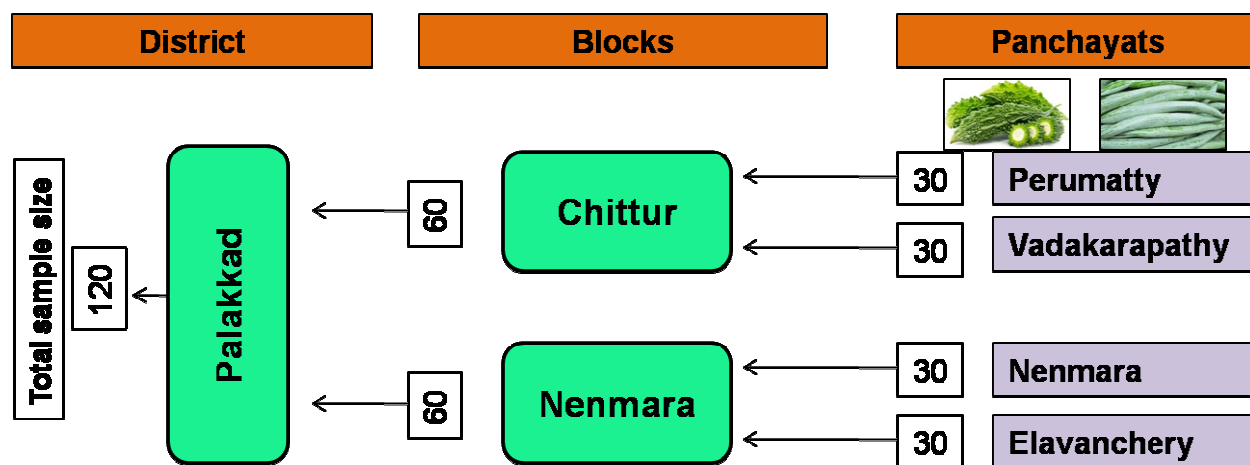 District
Blocks
Panchayats
Total sample size
120
Palakkad
60
Chittur
30
Perumatty
30
Vadakarapathy
60
Nenmara
30
Nenmara
30
Elavanchery